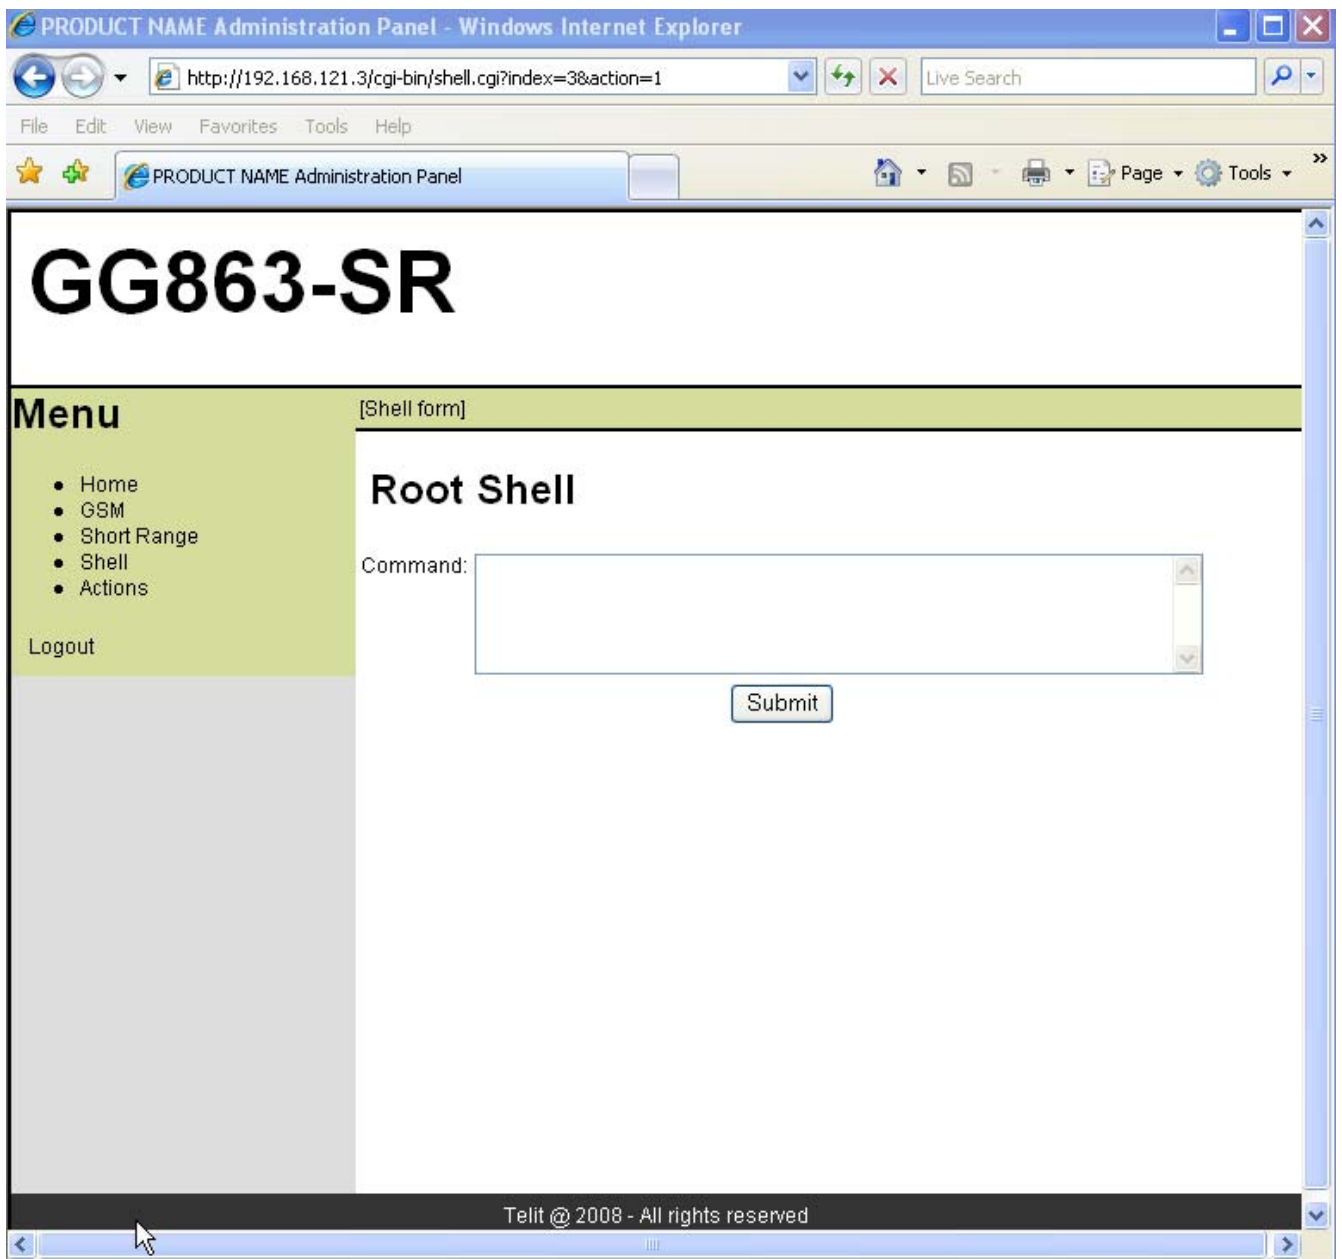 PRODUCT NAME Administration Panel - Windows Internet Explorer
http://192.168.121.3/cgi-bin/shell.cgi?index=3&action=1
Live Search
File Edit View Favorites Tools Help
PRODUCT NAME Administration Panel
Page Tools »
GG863-SR
Menu
[Shell form]
• Home
• GSM
• Short Range
• Shell
• Actions
Logout
Root Shell
Command:
Submit
Telit @ 2008 - All rights reserved